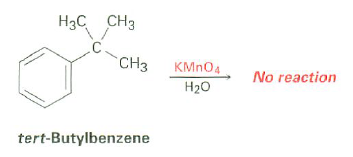 H3C CH3
C
CH3
KMnO4
H2O
No reaction
tert-Butylbenzene